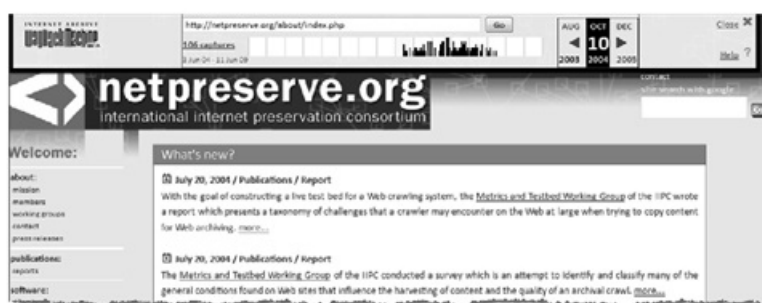 INTERNET ARCHIVE
WayBackMachine
http://netpreserve.org/about/index.php
Go
AUG OCT DEC
Close
106 captures
10
2003 2004 2005
Help ?
netpreserve.org
international internet preservation consortium
contact
site search with google:
Welcome:
What's new?
about:
mission
members
working groups
contact
press releases
publications:
reports
software:
July 20, 2004 / Publications / Report
With the goal of constructing a live test bed for a Web crawling system, the Metrics and Testbed Working Group of the IIPC wrote
a report which presents a taxonomy of challenges that a crawler may encounter on the Web at large when trying to copy content
for Web archiving. more...
July 20, 2004 / Publications / Report
The Metrics and Testbed Working Group of the IIPC conducted a survey which is an attempt to identify and classify many of the
general conditions found on Web sites that influence the harvesting of content and the quality of an archival crawl. more...